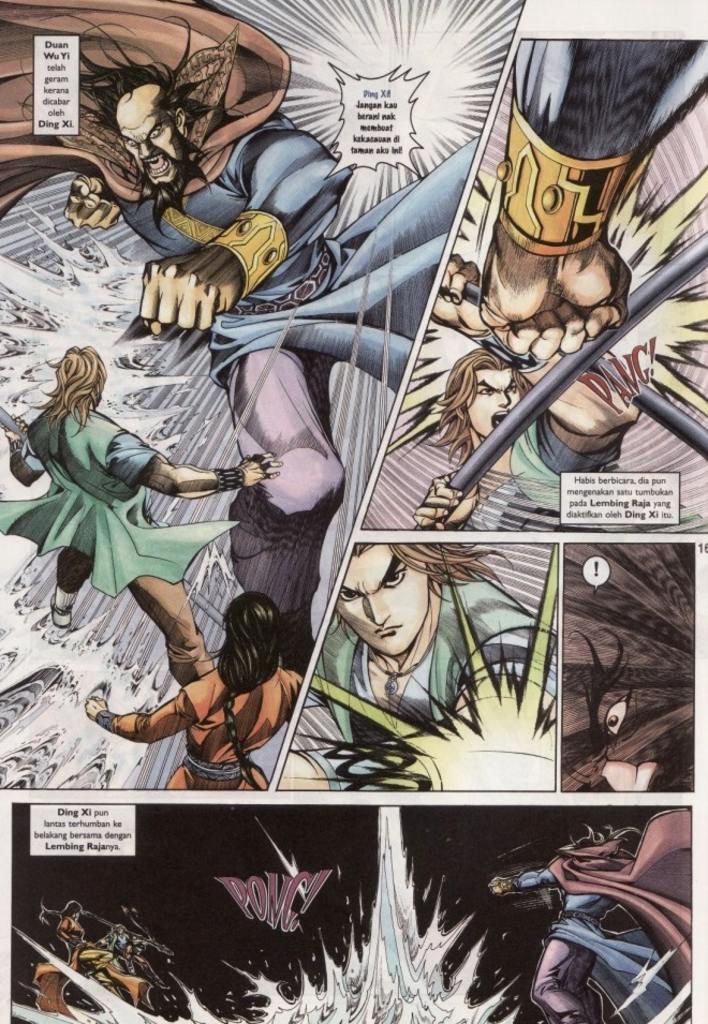 Duan
Wu Yi
telah
geram
kerana
dicabar
oleh
Ding Xi.
Ding Xi!
Jangan kau
berani nak
membuat
kekacauan di
taman aku ini!
PANG!
Habis berbicara, dia pun
mengenakan satu tumbukan
pada Lembing Raja yang
diaktifkan oleh Ding Xi itu.
16
!
Ding Xi pun
lantas terhumban ke
belakang bersama dengan
Lembing Rajanya.
PONG!